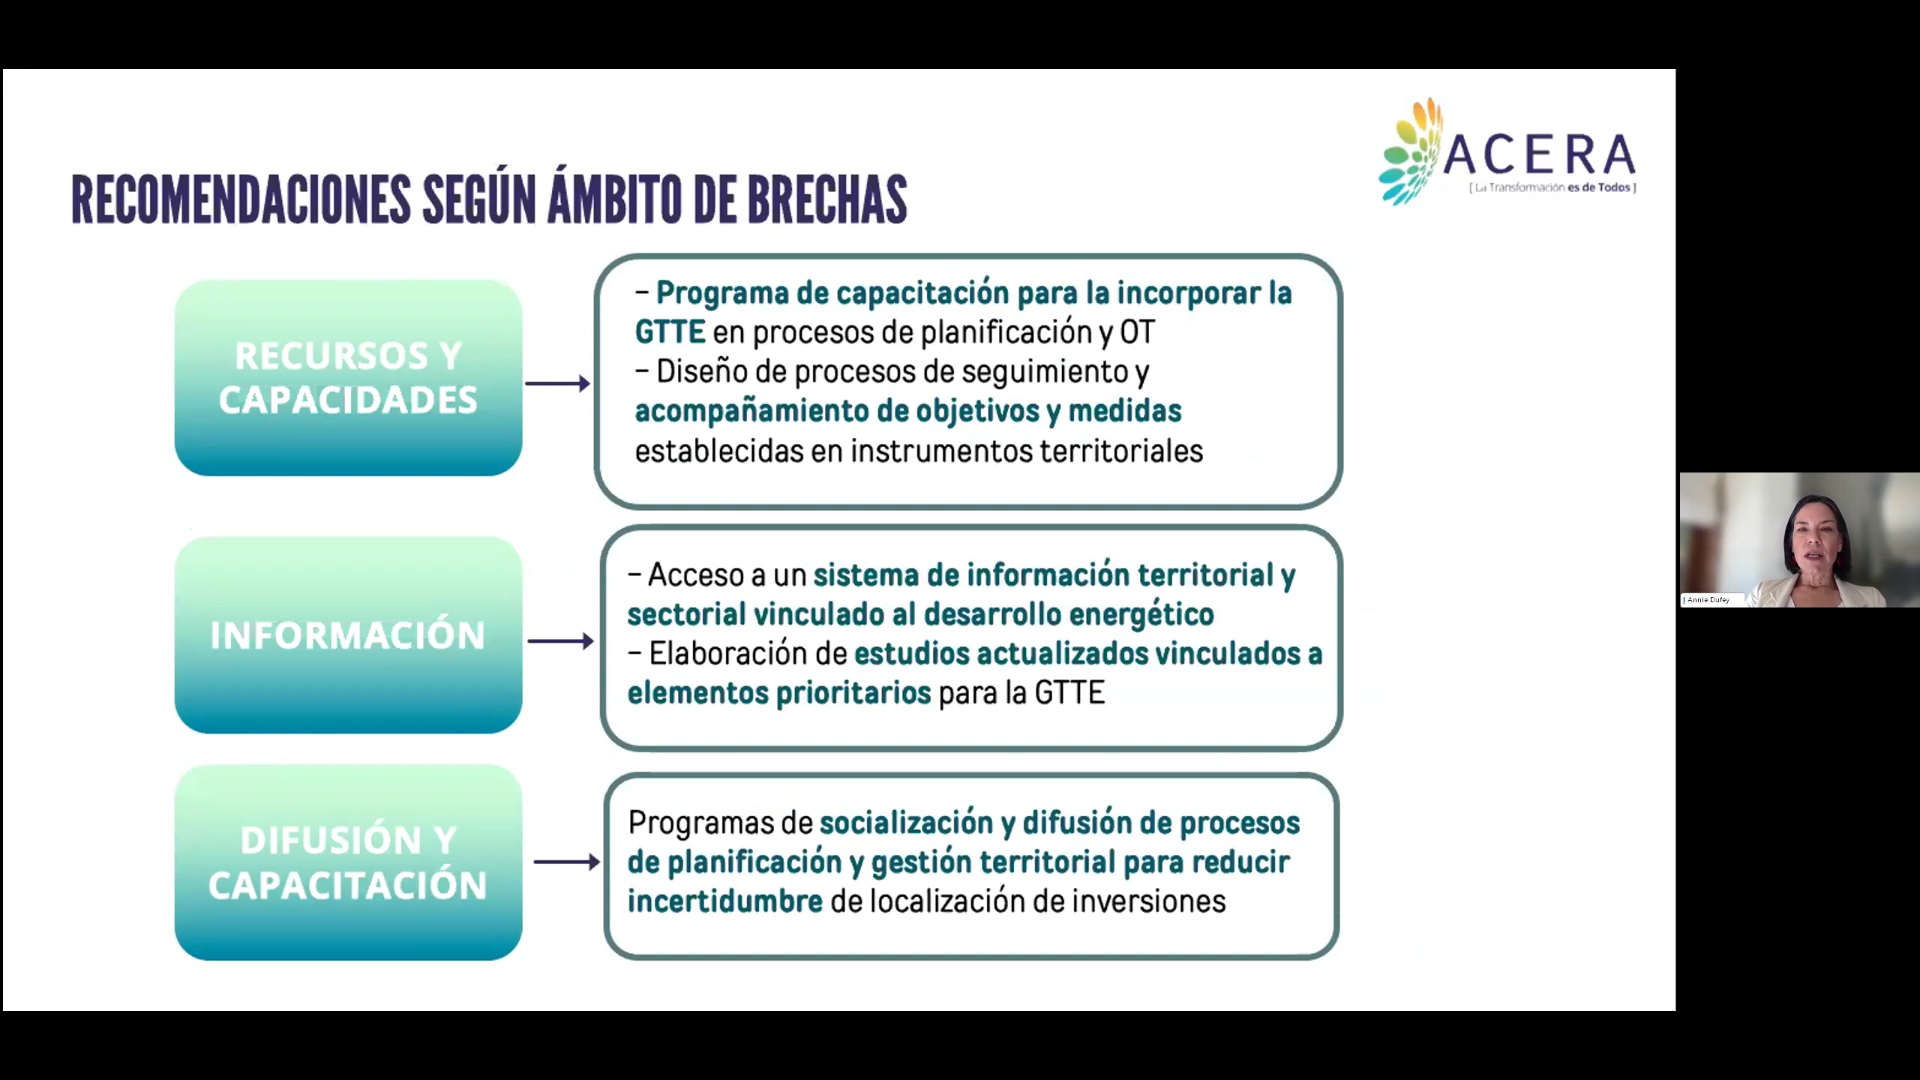 RECOMENDACIONES SEGÚN ÁMBITO DE BRECHAS
ACERA
[ La Transformación es de Todos ]
RECURSOS Y
CAPACIDADES
– Programa de capacitación para la incorporar la
GTTE en procesos de planificación y OT
– Diseño de procesos de seguimiento y
acompañamiento de objetivos y medidas
establecidas en instrumentos territoriales
INFORMACIÓN
– Acceso a un sistema de información territorial y
sectorial vinculado al desarrollo energético
– Elaboración de estudios actualizados vinculados a
elementos prioritarios para la GTTE
DIFUSIÓN Y
CAPACITACIÓN
Programas de socialización y difusión de procesos
de planificación y gestión territorial para reducir
incertidumbre de localización de inversiones
Annie Dufey